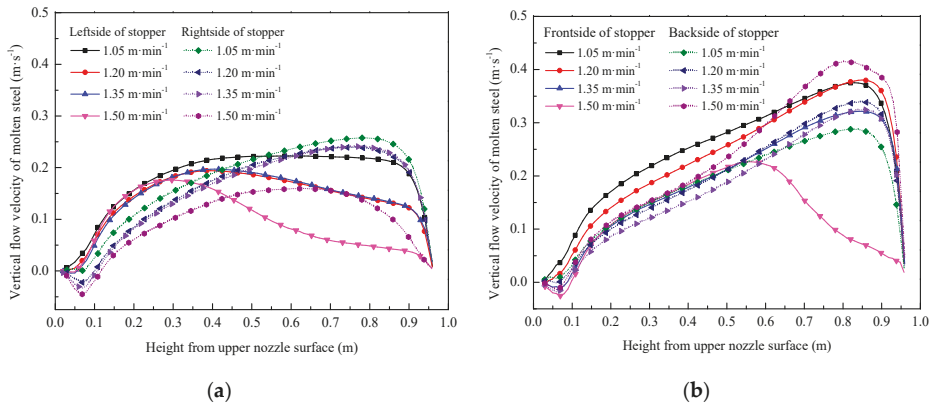 Leftside of stopper Rightside of stopper
1.05 m·min⁻¹ 1.05 m·min⁻¹
1.20 m·min⁻¹ 1.20 m·min⁻¹
1.35 m·min⁻¹ 1.35 m·min⁻¹
1.50 m·min⁻¹ 1.50 m·min⁻¹
Vertical flow velocity of molten steel (m·s⁻¹)
0.5
0.4
0.3
0.2
0.1
0.0
-0.1
0.0 0.1 0.2 0.3 0.4 0.5 0.6 0.7 0.8 0.9 1.0
Height from upper nozzle surface (m)
(a)
Frontside of stopper Backside of stopper
1.05 m·min⁻¹ 1.05 m·min⁻¹
1.20 m·min⁻¹ 1.20 m·min⁻¹
1.35 m·min⁻¹ 1.35 m·min⁻¹
1.50 m·min⁻¹ 1.50 m·min⁻¹
Vertical flow velocity of molten steel (m·s⁻¹)
0.5
0.4
0.3
0.2
0.1
0.0
0.0 0.1 0.2 0.3 0.4 0.5 0.6 0.7 0.8 0.9 1.0
Height from upper nozzle surface (m)
(b)